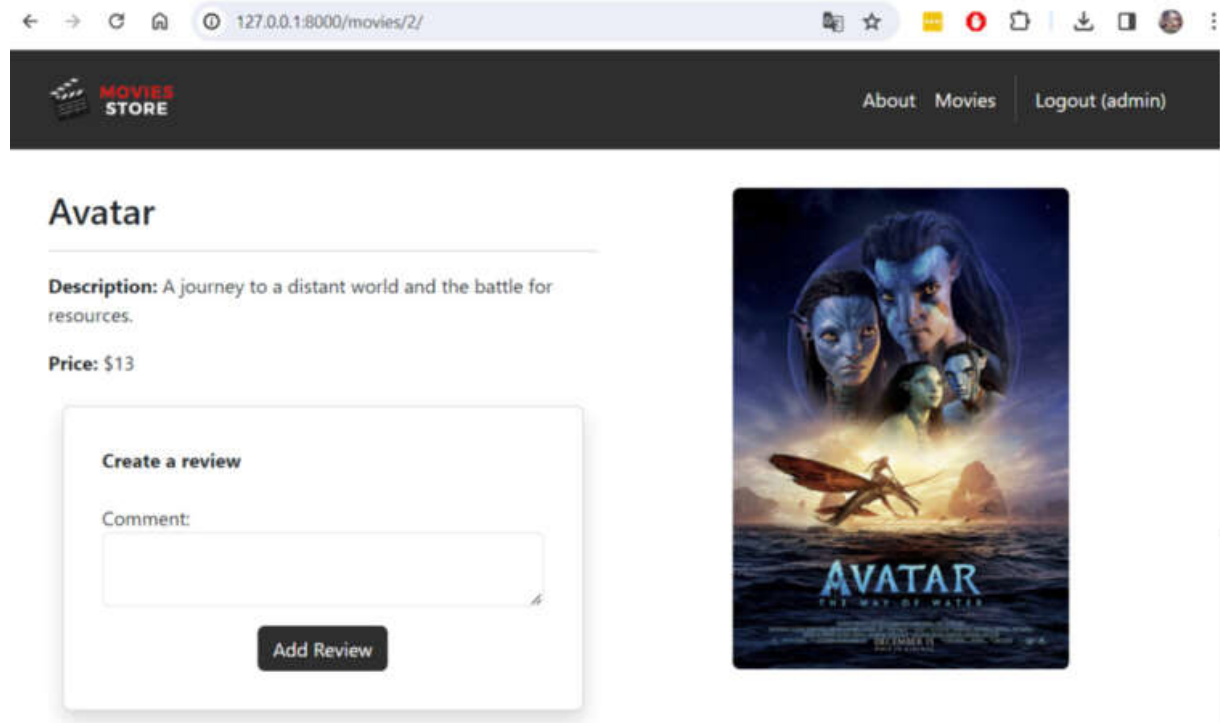 127.0.0.1:8000/movies/2/
MOVIES
STORE
About Movies Logout (admin)
Avatar
Description: A journey to a distant world and the battle for
resources.
Price: $13
Create a review
Comment:
Add Review
AVATAR
THE WAY OF WATER
DECEMBER 15